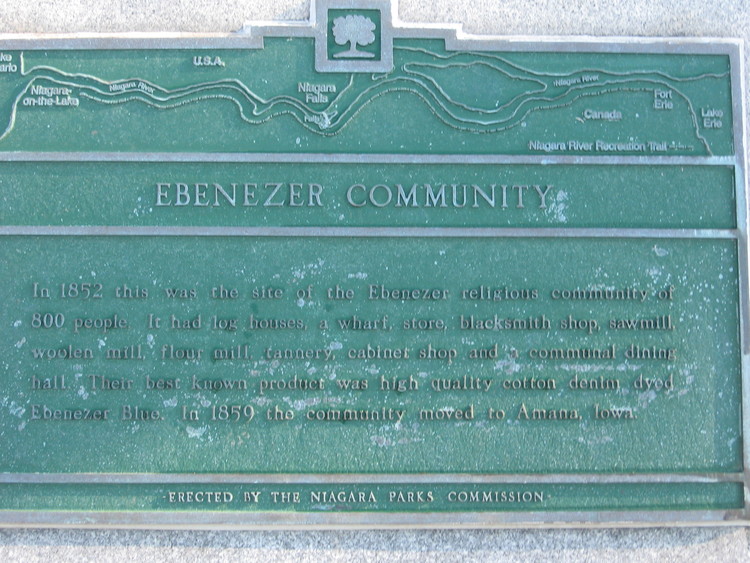 U.S.A.
ke
ario
Niagara-
on-the-Lake
Niagara River
Niagara
Falls
Falls
Niagara River
Canada
Fort
Erie
Lake
Erie
Niagara River Recreation Trail
EBENEZER COMMUNITY
In 1852 this was the site of the Ebenezer religious community of
800 people. It had log houses, a wharf, store, blacksmith shop, sawmill,
woolen mill, flour mill, tannery, cabinet shop and a communal dining
hall. Their best known product was high quality cotton denim dyed
Ebenezer Blue. In 1859 the community moved to Amana, Iowa.
·ERECTED BY THE NIAGARA PARKS COMMISSION·